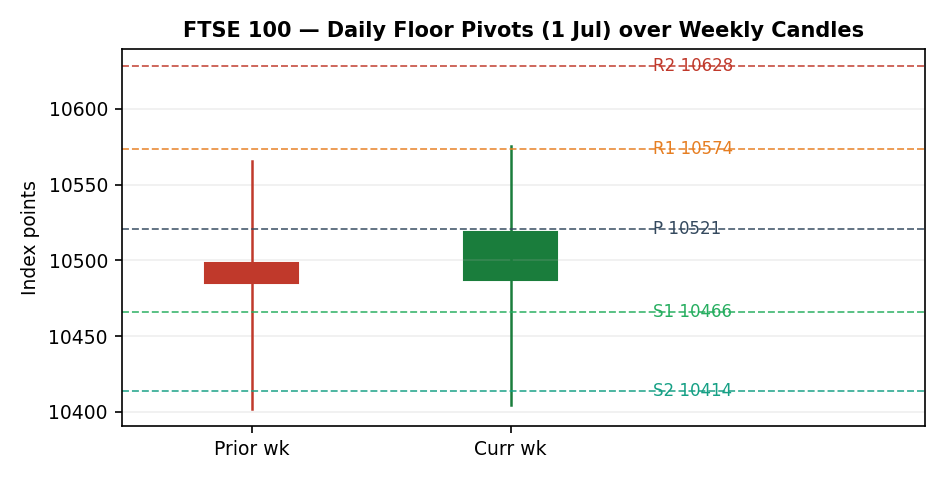 FTSE 100 — Daily Floor Pivots (1 Jul) over Weekly Candles
R2 10628
10600
R1 10574
10550
P 10521
10500
S1 10466
10450
S2 10414
10400
Index points
Prior wk
Curr wk